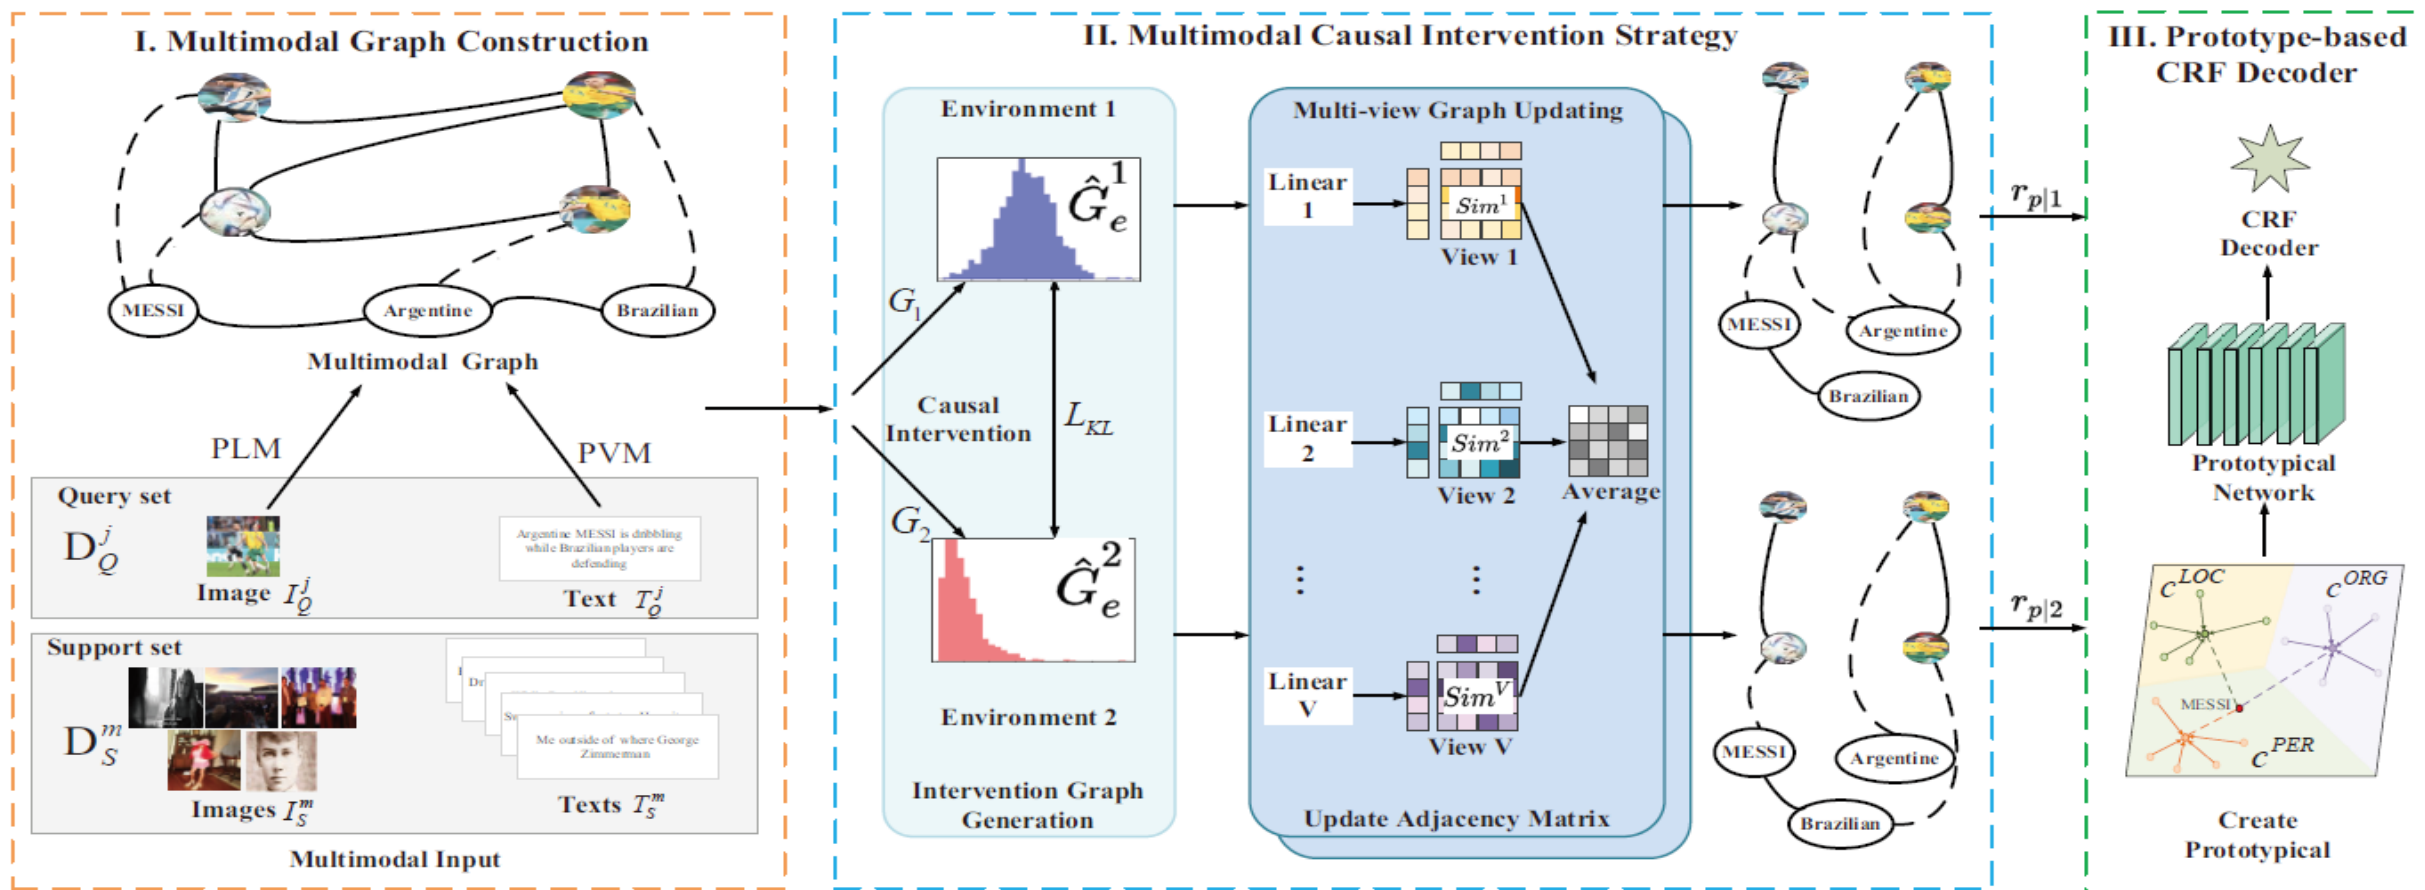 I. Multimodal Graph Construction
MESSI
Argentine
Brazilian
Multimodal Graph
PLM
PVM
Query set
D_Q^j
Image I_Q^j
Argentine MESSI is dribbling
while Brazilian players are
defending
Text T_Q^j
Support set
D_S^m
Images I_S^m
Dr
Me outside of where George
Zimmerman
Texts T_S^m
Multimodal Input
II. Multimodal Causal Intervention Strategy
Environment 1
Ĝ_e^1
G_1
Causal
Intervention
L_{KL}
G_2
Ĝ_e^2
Environment 2
Intervention Graph
Generation
Multi-view Graph Updating
Linear
1
Sim^1
View 1
Linear
2
Sim^2
View 2
Average
⋮
⋮
Linear
V
Sim^V
View V
Update Adjacency Matrix
MESSI
Argentine
Brazilian
MESSI
Argentine
Brazilian
r_{p|1}
r_{p|2}
III. Prototype-based
CRF Decoder
CRF
Decoder
Prototypical
Network
C^{LOC}
C^{ORG}
MESSI
C^{PER}
Create
Prototypical